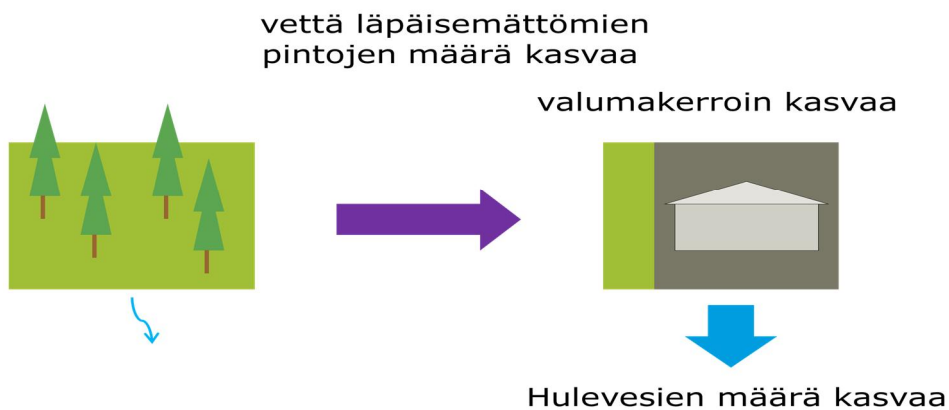 vettä läpäisemättömien
pintojen määrä kasvaa
valumakerroin kasvaa
Hulevesien määrä kasvaa